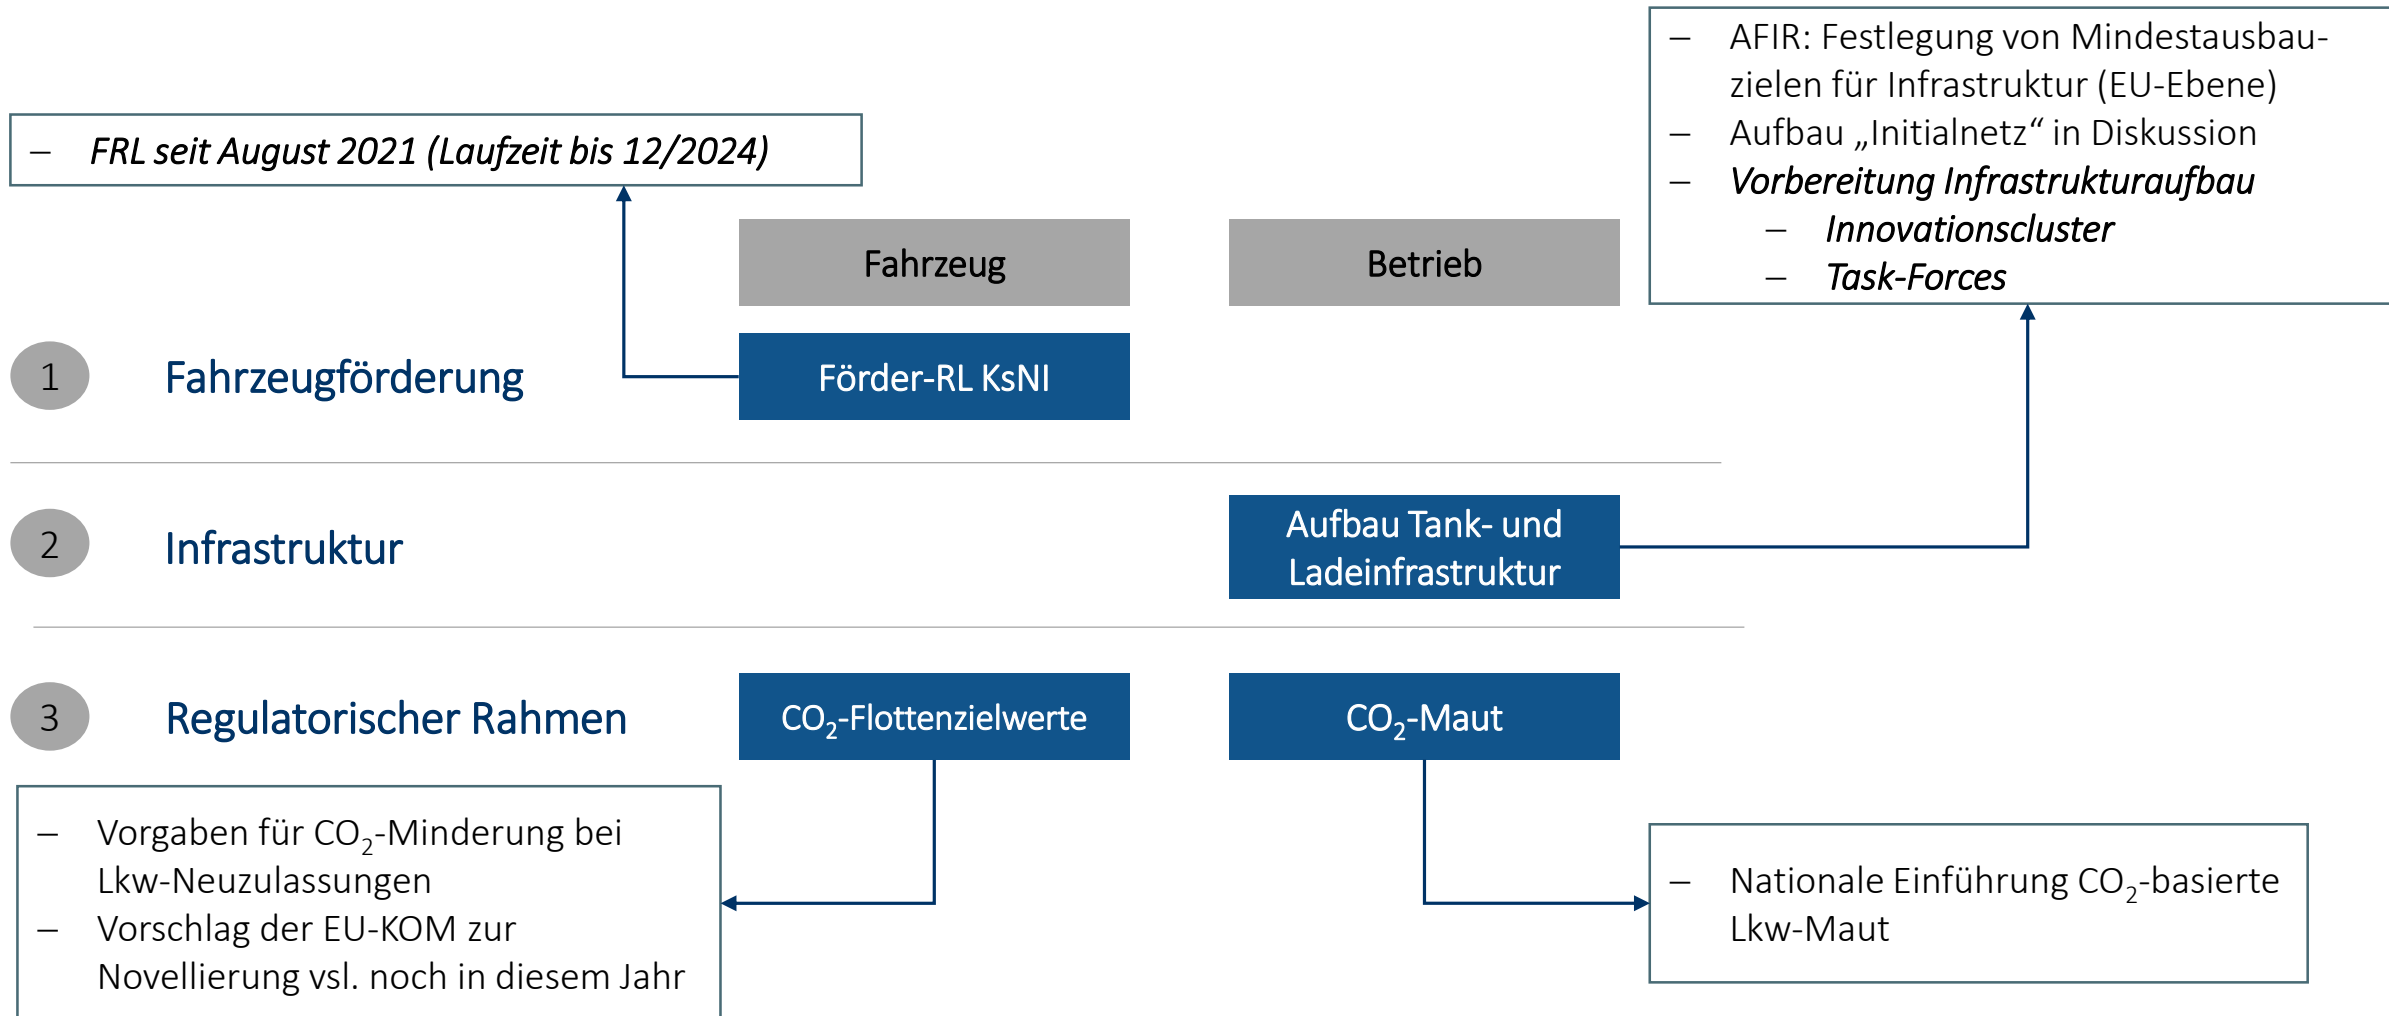 – FRL seit August 2021 (Laufzeit bis 12/2024)
– AFIR: Festlegung von Mindestausbau-
zielen für Infrastruktur (EU-Ebene)
– Aufbau „Initialnetz“ in Diskussion
– Vorbereitung Infrastrukturaufbau
– Innovationscluster
– Task-Forces
Fahrzeug
Betrieb
1 Fahrzeugförderung
Förder-RL KsNI
2 Infrastruktur
Aufbau Tank- und
Ladeinfrastruktur
3 Regulatorischer Rahmen
CO₂-Flottenzielwerte
CO₂-Maut
– Vorgaben für CO₂-Minderung bei
Lkw-Neuzulassungen
– Vorschlag der EU-KOM zur
Novellierung vsl. noch in diesem Jahr
– Nationale Einführung CO₂-basierte
Lkw-Maut